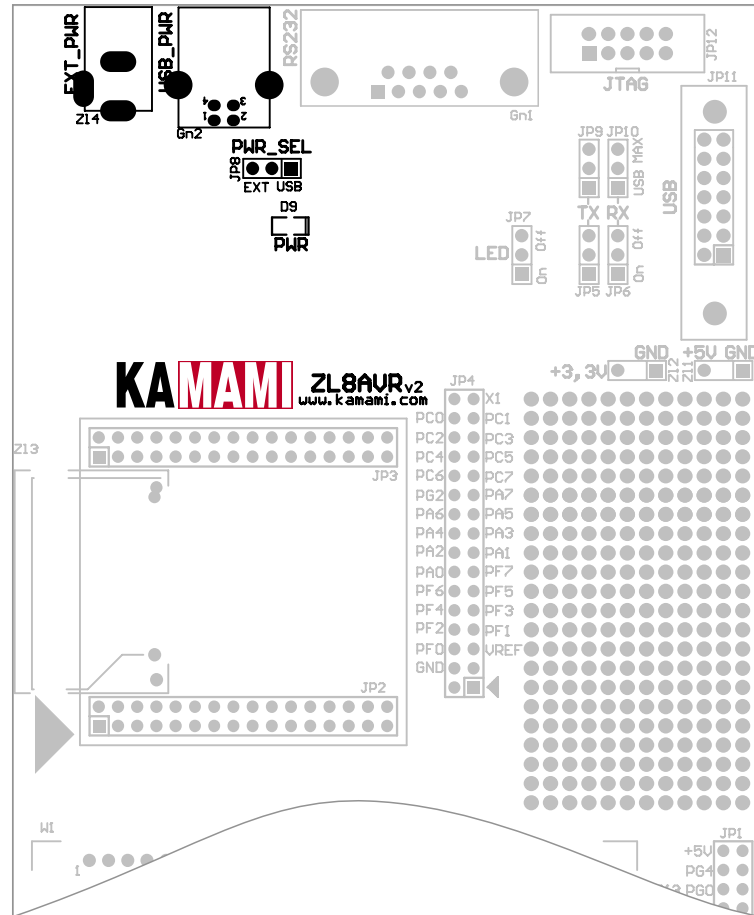 EXT_PWR
Z14
USB_PWR
4 3
1 2
Gn2
RS232
Gn1
JTAG
JP12
JP11
USB
PWR_SEL
JP8
EXT USB
D9
PWR
JP9 JP10
USB MAX
TX RX
JP7
LED
Off
On
Off
On
JP5 JP6
GND
+3,3V
Z12
+5V GND
Z11
KAMAMI
ZL8AVRv2
www.kamami.com
JP4
X1
PC0 PC1
PC2 PC3
PC4 PC5
PC6 PC7
PG2 PA7
PA6 PA5
PA4 PA3
PA2 PA1
PA0 PF7
PF6 PF5
PF4 PF3
PF2 PF1
PF0 VREF
GND
Z13
JP3
JP2
WI
1
JP1
+5V
PG4
PG0